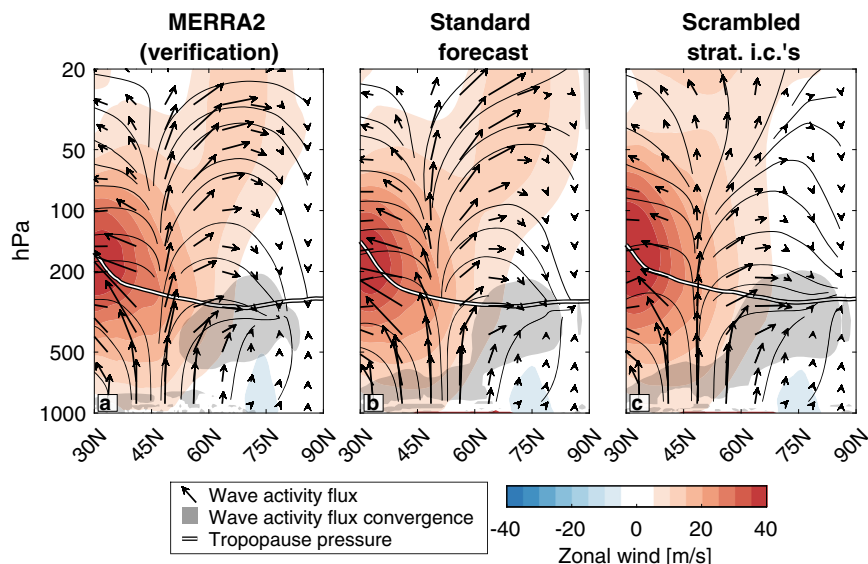 MERRA2
(verification)
Standard
forecast
Scrambled
strat. i.c.'s
20
50
100
200
500
1000
hPa
a
b
c
30N 45N 60N 75N 90N
30N 45N 60N 75N 90N
30N 45N 60N 75N 90N
Wave activity flux
Wave activity flux convergence
Tropopause pressure
-40 -20 0 20 40
Zonal wind [m/s]